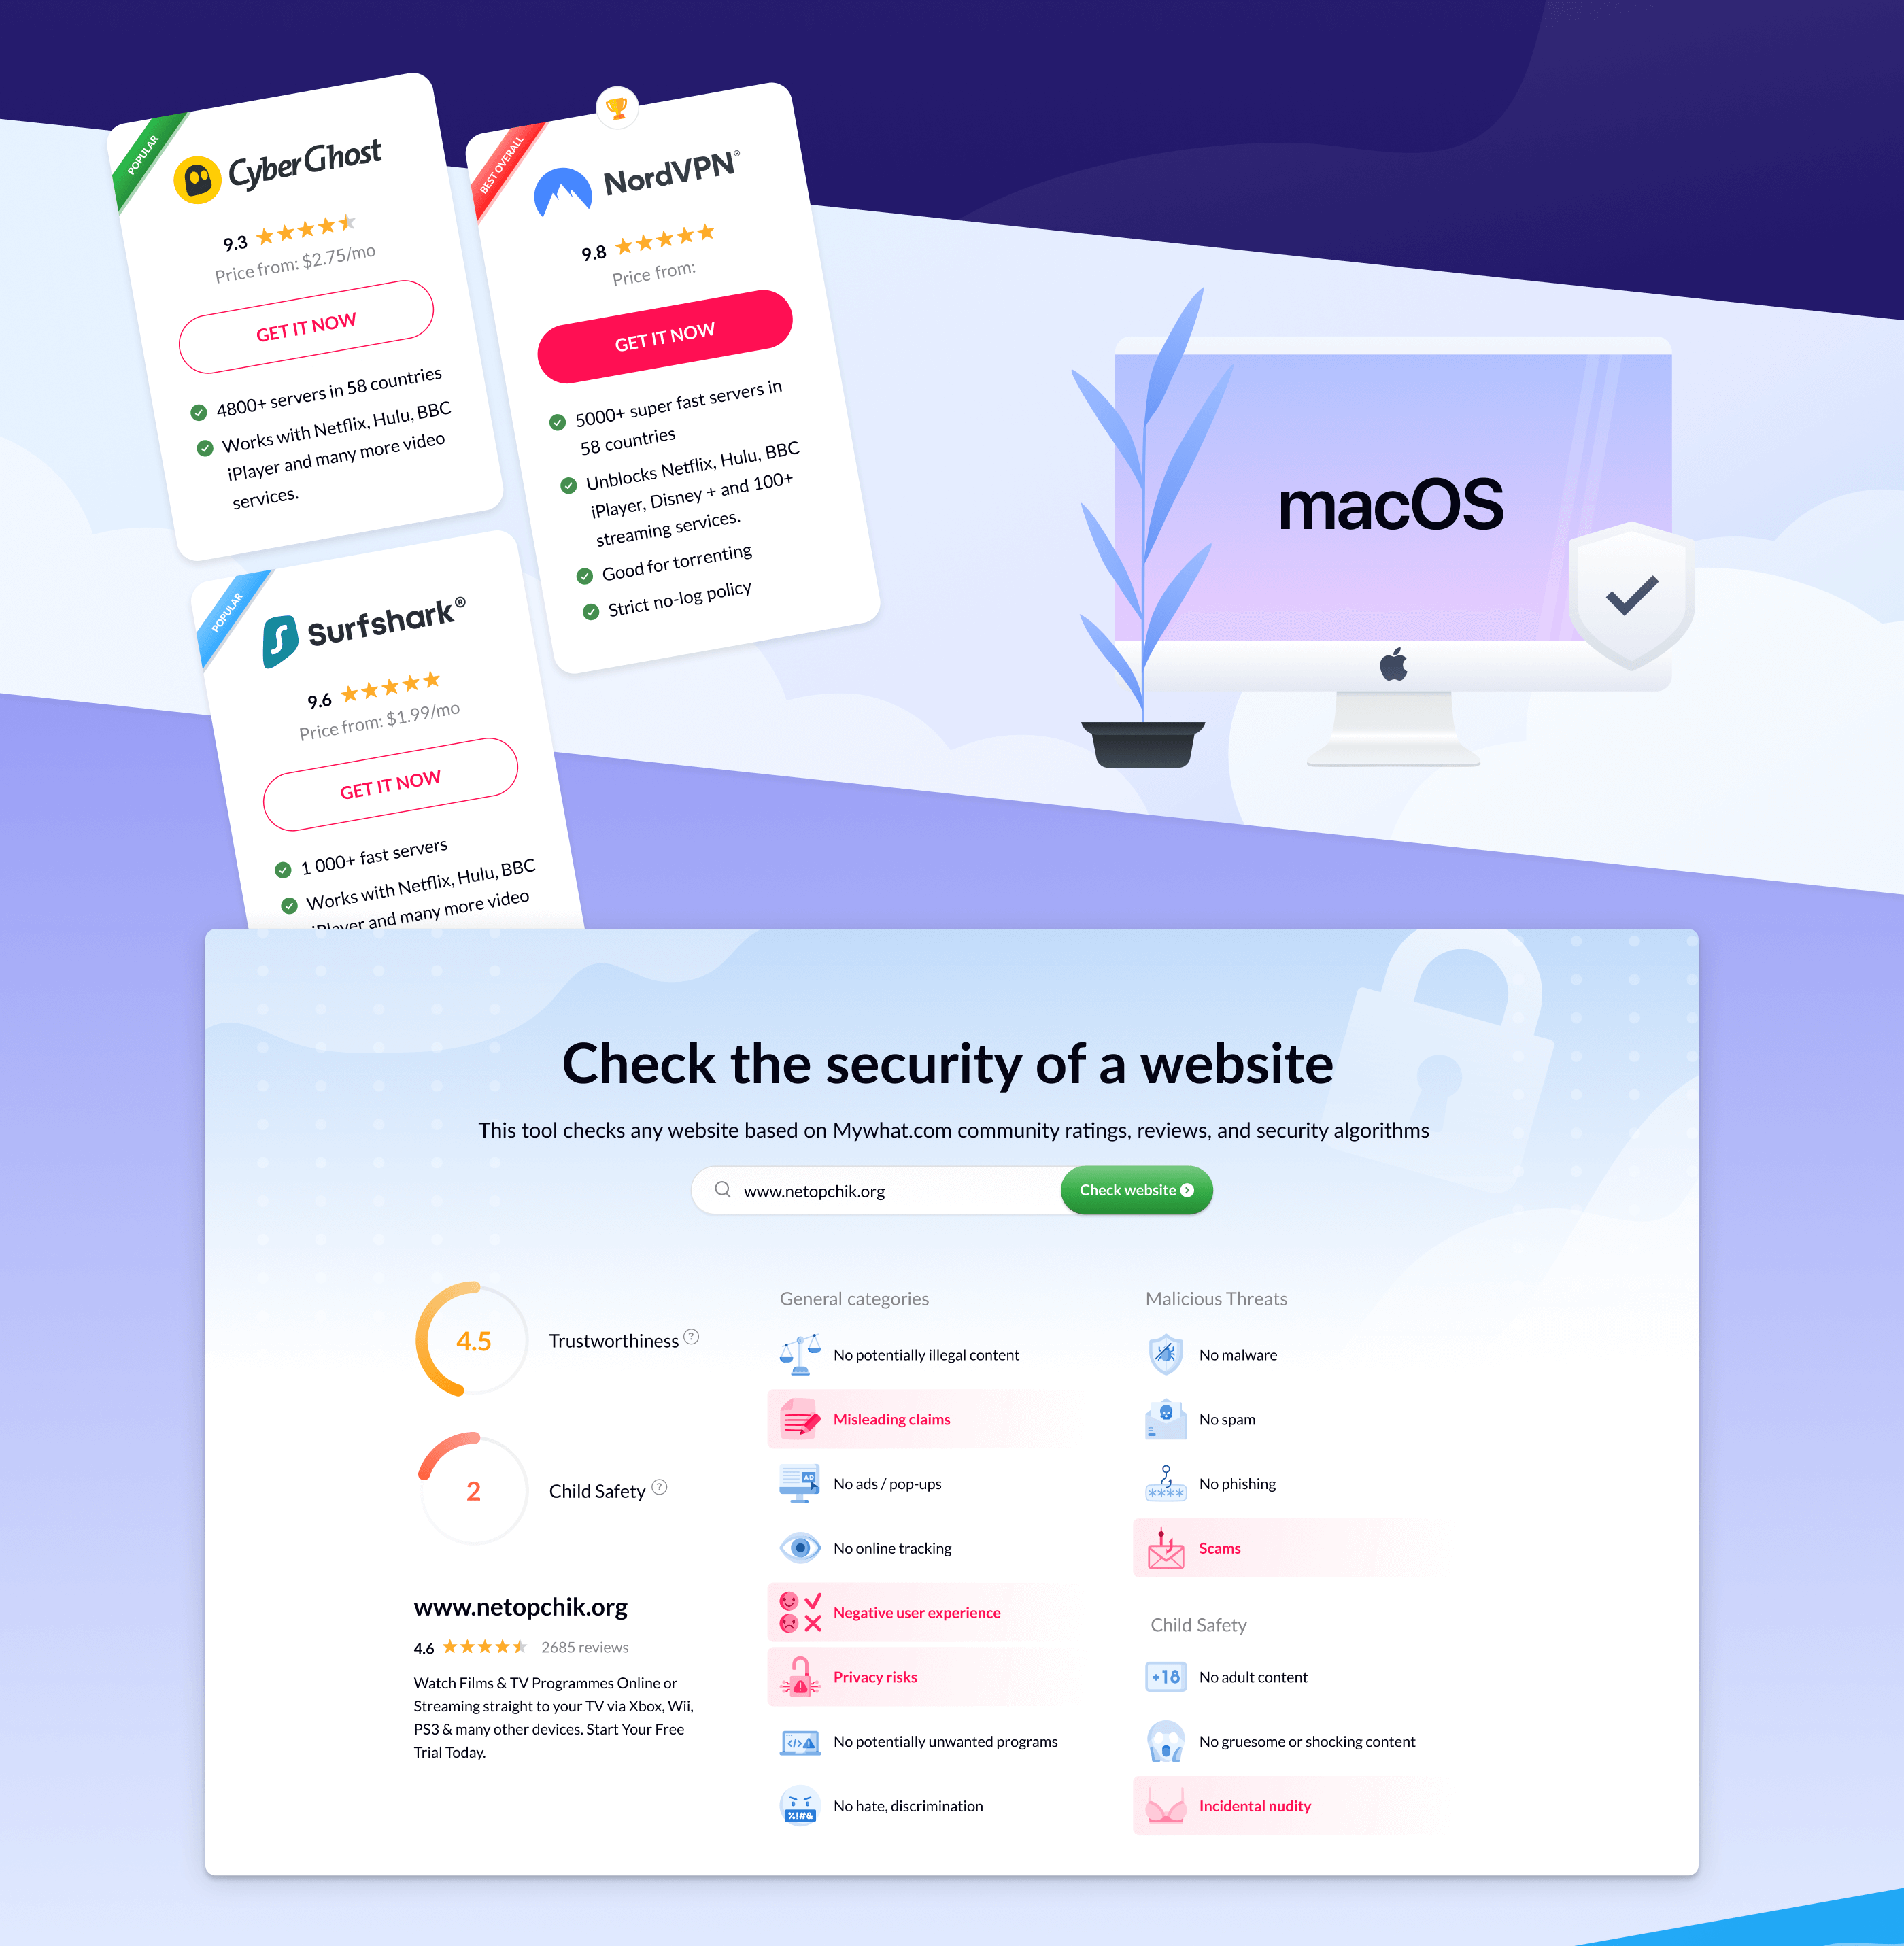 POPULAR
CyberGhost
9.3
Price from: $2.75/mo
GET IT NOW
4800+ servers in 58 countries
Works with Netflix, Hulu, BBC
iPlayer and many more video
services.
BEST OVERALL
NordVPN®
9.8
Price from:
GET IT NOW
5000+ super fast servers in
58 countries
Unblocks Netflix, Hulu, BBC
iPlayer, Disney + and 100+
streaming services.
Good for torrenting
Strict no-log policy
POPULAR
Surfshark®
9.6
Price from: $1.99/mo
GET IT NOW
1 000+ fast servers
Works with Netflix, Hulu, BBC
iPlayer and many more video
macOS
Check the security of a website
This tool checks any website based on Mywhat.com community ratings, reviews, and security algorithms
www.netopchik.org
Check website
4.5
Trustworthiness ?
2
Child Safety ?
www.netopchik.org
4.6
2685 reviews
Watch Films & TV Programmes Online or
Streaming straight to your TV via Xbox, Wii,
PS3 & many other devices. Start Your Free
Trial Today.
General categories
No potentially illegal content
Misleading claims
AD
No ads / pop-ups
No online tracking
Negative user experience
Privacy risks
</>
No potentially unwanted programs
%!#&
No hate, discrimination
Malicious Threats
No malware
No spam
****
No phishing
Scams
Child Safety
+18
No adult content
No gruesome or shocking content
Incidental nudity